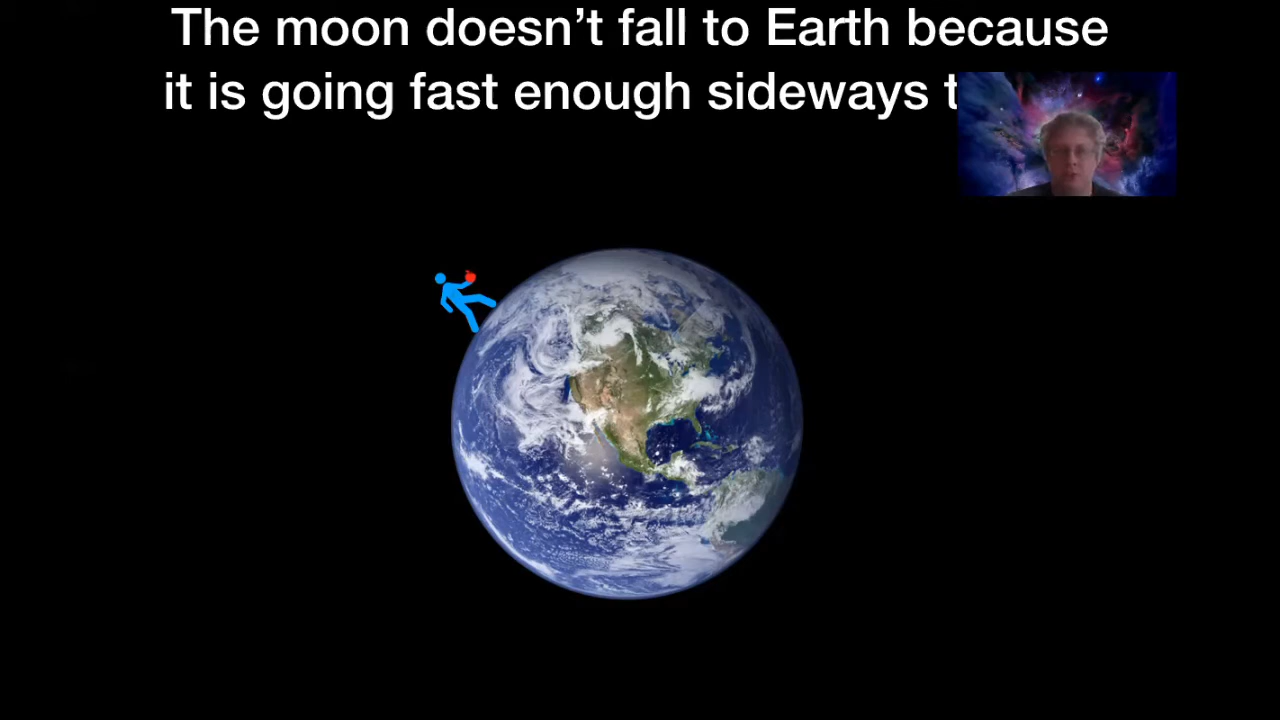 The moon doesn’t fall to Earth because
it is going fast enough sideways